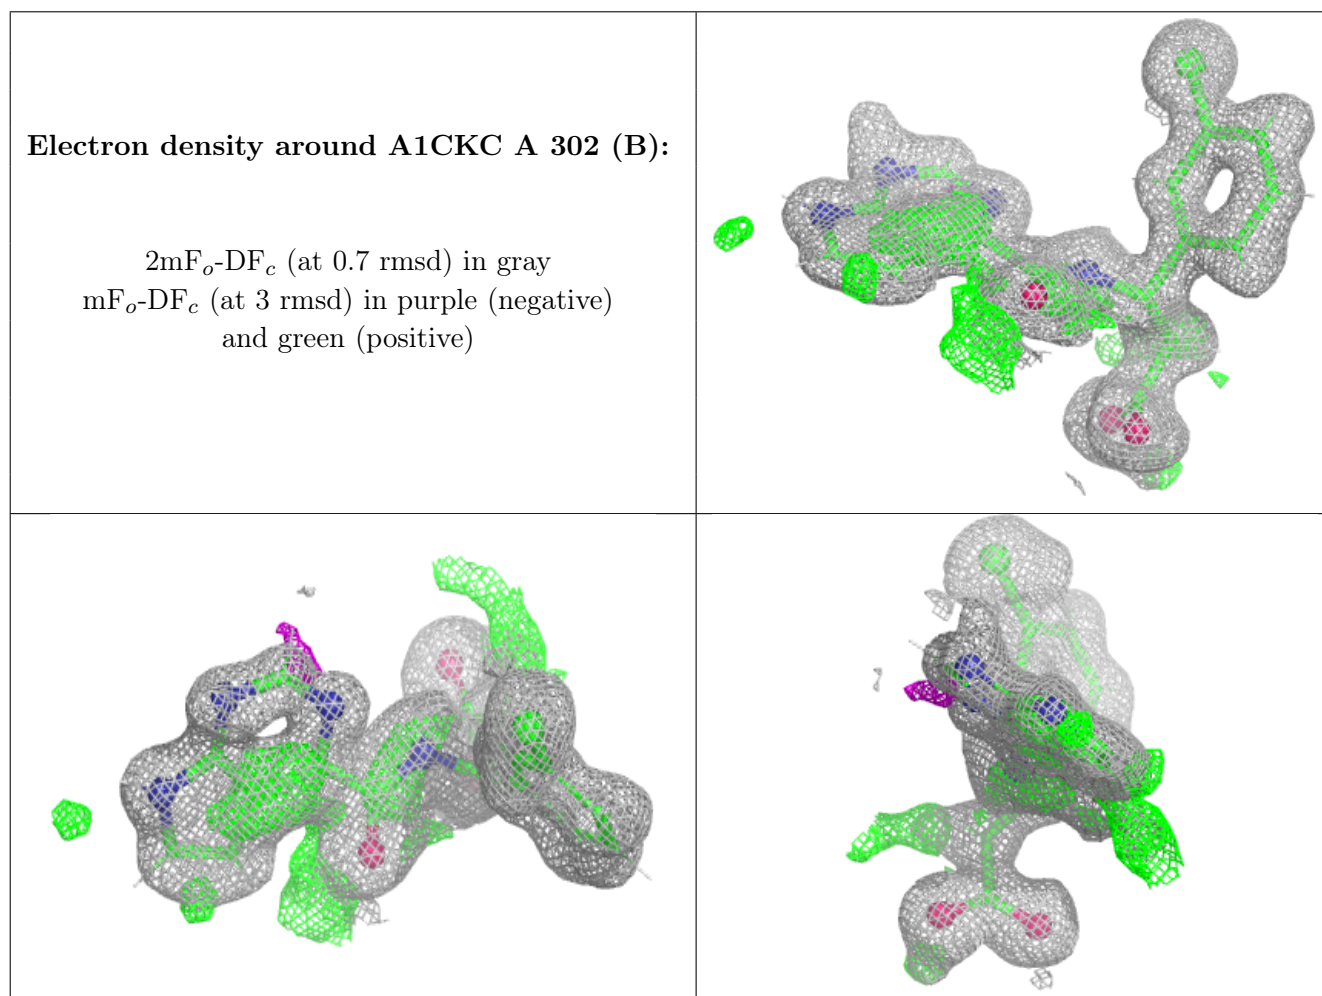 Electron density around A1CKC A 302 (B):
2mFo-DFc (at 0.7 rmsd) in gray
mFo-DFc (at 3 rmsd) in purple (negative)
and green (positive)